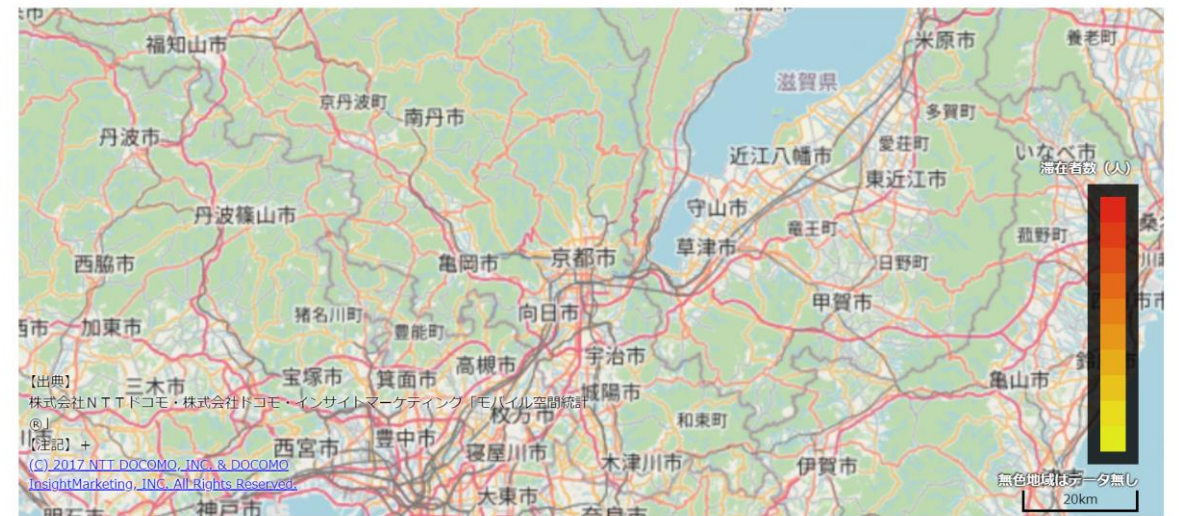 福知山市
米原市
養老町
滋賀県
京丹波町
南丹市
多賀町
丹波市
愛荘町
近江八幡市
いなべ市
滞在者数（人）
東近江市
丹波篠山市
守山市
竜王町
草津市
菰野町
西脇市
亀岡市
京都市
日野町
甲賀市
向日市
猪名川町
豊能町
加東市
宇治市
高槻市
亀山市
宝塚市
箕面市
三木市
城陽市
【出典】
株式会社ＮＴＴドコモ・株式会社ドコモ・インサイトマーケティング「モバイル空間統計
®」
【注記】+
(C) 2017 NTT DOCOMO, INC. & DOCOMO
InsightMarketing, INC. All Rights Reserved.
枚方市
和束町
西宮市
豊中市
寝屋川市
木津川市
伊賀市
無色地域はデータ無し
20km
大東市
神戸市